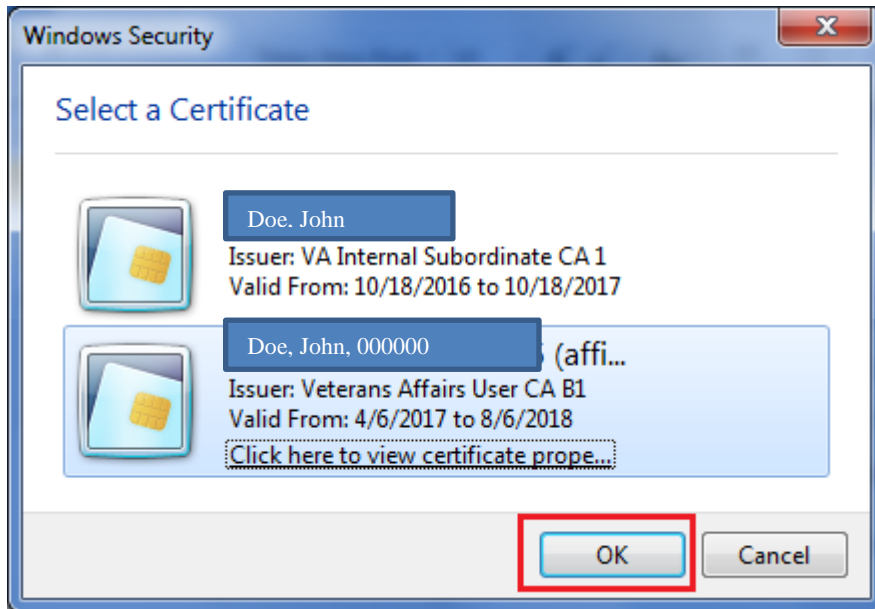 Windows Security
X
Select a Certificate
Doe. John
Issuer: VA Internal Subordinate CA 1
Valid From: 10/18/2016 to 10/18/2017
Doe, John, 000000 (affi...
Issuer: Veterans Affairs User CA B1
Valid From: 4/6/2017 to 8/6/2018
Click here to view certificate prope...
OK Cancel